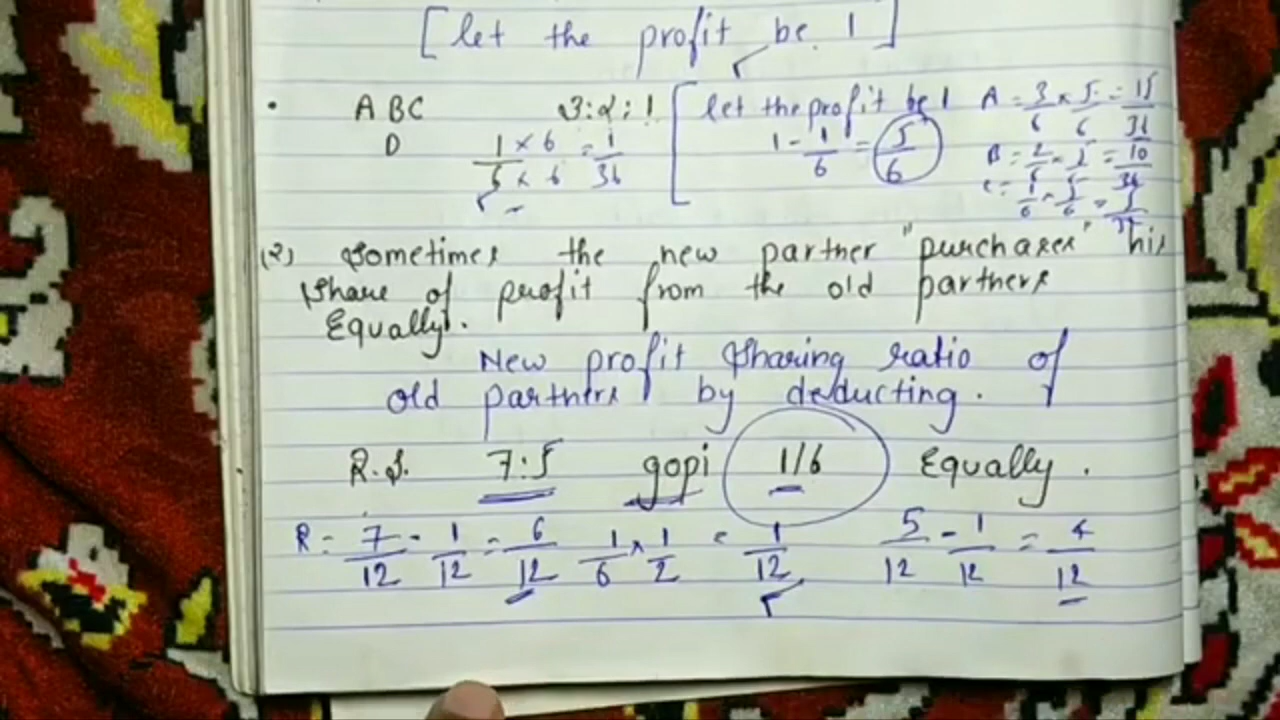 [let the profit be 1]
• A B C 3:2:1 [let the profit be 1 A = 3/6 × 5/6 = 15/36
D 1×6/6×6 = 1/36 1 - 1/6 = 5/6 B = 2/6 × 5/6 = 10/36
C = 1/6 × 5/6 = 5/36
(2) Sometimes the new partner "purchases" his
share of profit from the old partners
Equally.
New profit sharing ratio of
old partners by deducting. of
R.S. 7:5 gopi 1/6 Equally.
R = 7/12 - 1/12 = 6/12 1/6 × 1/2 = 1/12 5/12 - 1/12 = 4/12